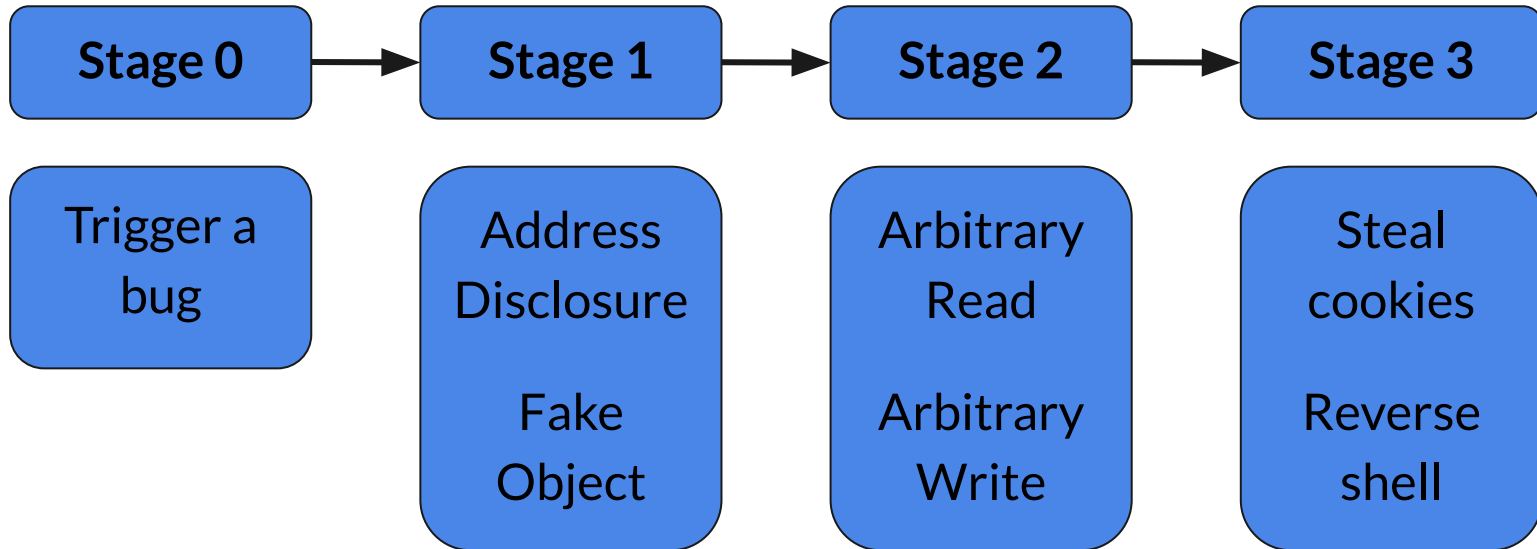 Stage 0
Stage 1
Stage 2
Stage 3
Trigger a
bug
Address
Disclosure
Fake
Object
Arbitrary
Read
Arbitrary
Write
Steal
cookies
Reverse
shell